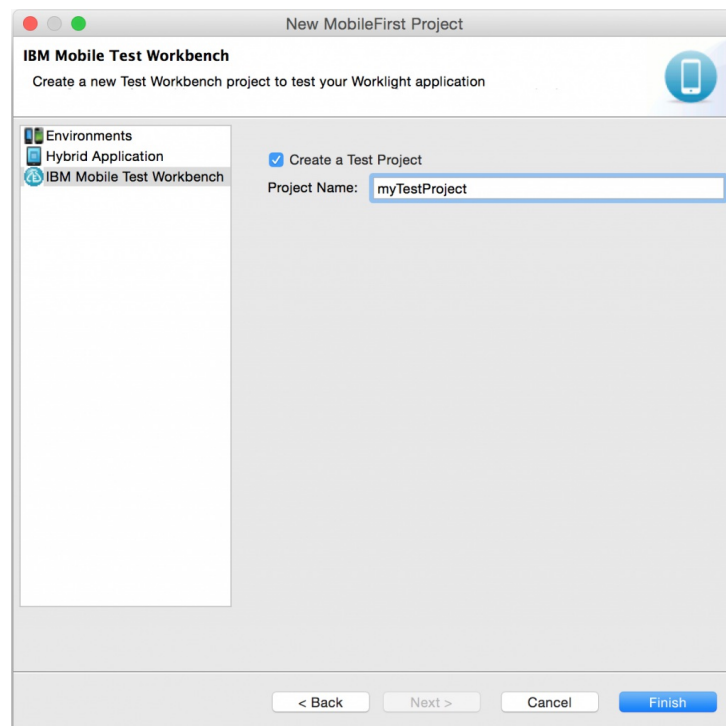 New MobileFirst Project
IBM Mobile Test Workbench
Create a new Test Workbench project to test your Worklight application
Environments
Hybrid Application
IBM Mobile Test Workbench
Create a Test Project
Project Name: myTestProject
< Back Next > Cancel Finish